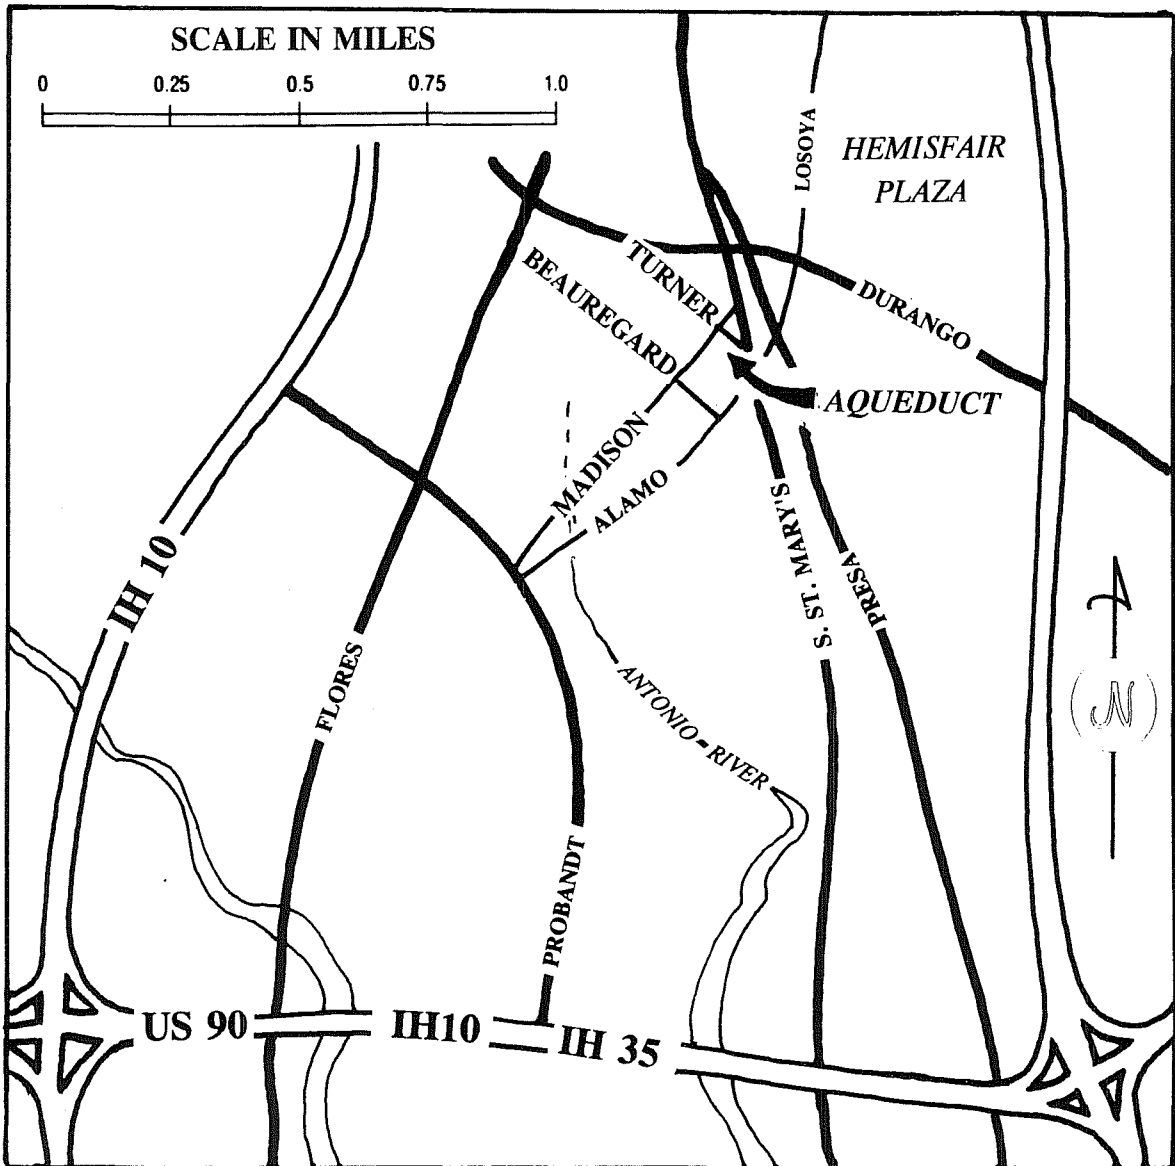 SCALE IN MILES
0 0.25 0.5 0.75 1.0
LOSOYA
HEMISFAIR
PLAZA
TURNER
BEAUREGARD
DURANGO
AQUEDUCT
MADISON
ALAMO
S. ST. MARY'S
PRESA
IH 10
FLORES
ANTONIO-RIVER
(N)
PROBANDT
US 90
IH10
IH 35